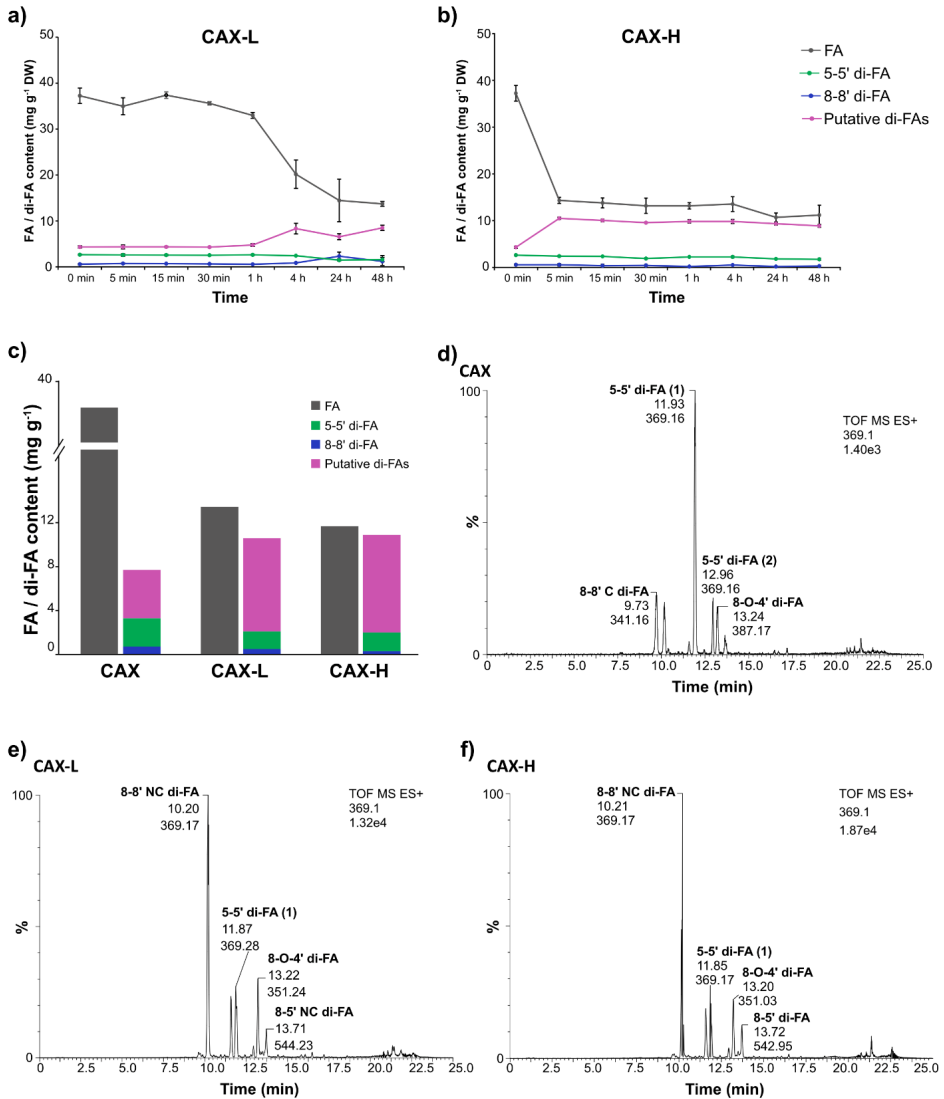 a)
CAX-L
FA / di-FA content (mg g⁻¹ DW)
50
40
30
20
10
0
0 min 5 min 15 min 30 min 1 h 4 h 24 h 48 h
Time
b)
CAX-H
FA / di-FA content (mg g⁻¹ DW)
50
40
30
20
10
0
0 min 5 min 15 min 30 min 1 h 4 h 24 h 48 h
Time
FA
5-5' di-FA
8-8' di-FA
Putative di-FAs
c)
FA / di-FA content (mg g⁻¹)
40
12
8
4
0
CAX CAX-L CAX-H
FA
5-5' di-FA
8-8' di-FA
Putative di-FAs
d)
CAX
100
%
0
5-5' di-FA (1)
11.93
369.16
TOF MS ES+
369.1
1.40e3
5-5' di-FA (2)
12.96
369.16
8-8' C di-FA
9.73
341.16
8-O-4' di-FA
13.24
387.17
0 2.5 5.0 7.5 10.0 12.5 15.0 17.5 20.0 22.5 25.0
Time (min)
e)
CAX-L
100
%
0
8-8' NC di-FA
10.20
369.17
TOF MS ES+
369.1
1.32e4
5-5' di-FA (1)
11.87
369.28
8-O-4' di-FA
13.22
351.24
8-5' NC di-FA
13.71
544.23
0 2.5 5.0 7.5 10.0 12.5 15.0 17.5 20.0 22.5 25.0
Time (min)
f)
CAX-H
100
%
0
8-8' NC di-FA
10.21
369.17
TOF MS ES+
369.1
1.87e4
5-5' di-FA (1)
11.85
369.17
8-O-4' di-FA
13.20
351.03
8-5' di-FA
13.72
542.95
0 2.5 5.0 7.5 10.0 12.5 15.0 17.5 20.0 22.5 25.0
Time (min)